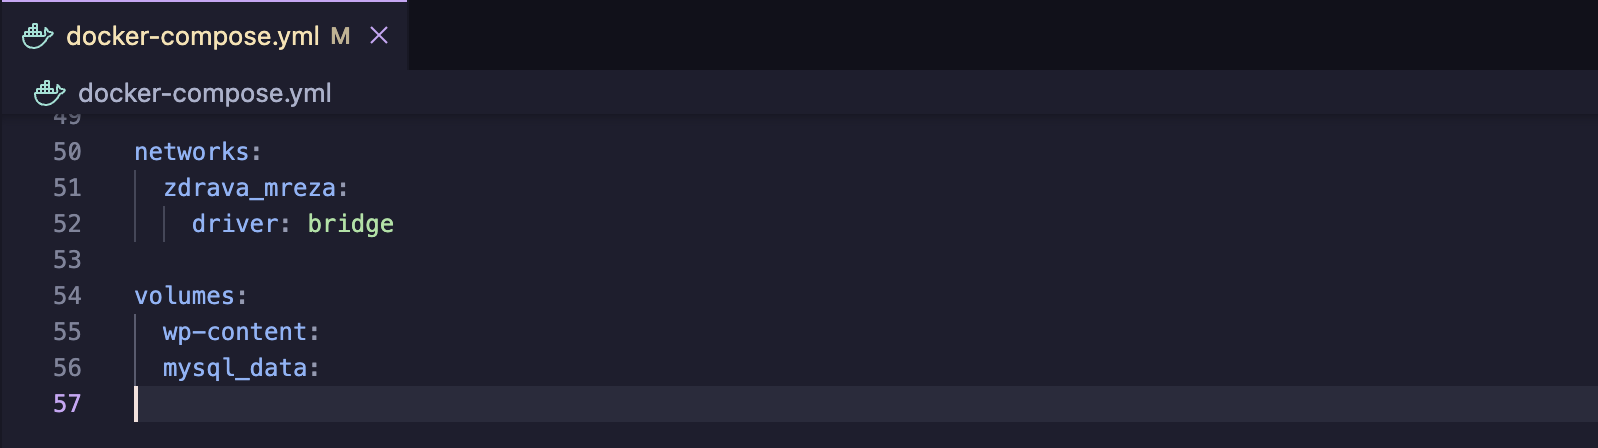 docker-compose.yml M
docker-compose.yml
49
50 networks:
51 zdrava_mreza:
52 driver: bridge
53
54 volumes:
55 wp-content:
56 mysql_data:
57